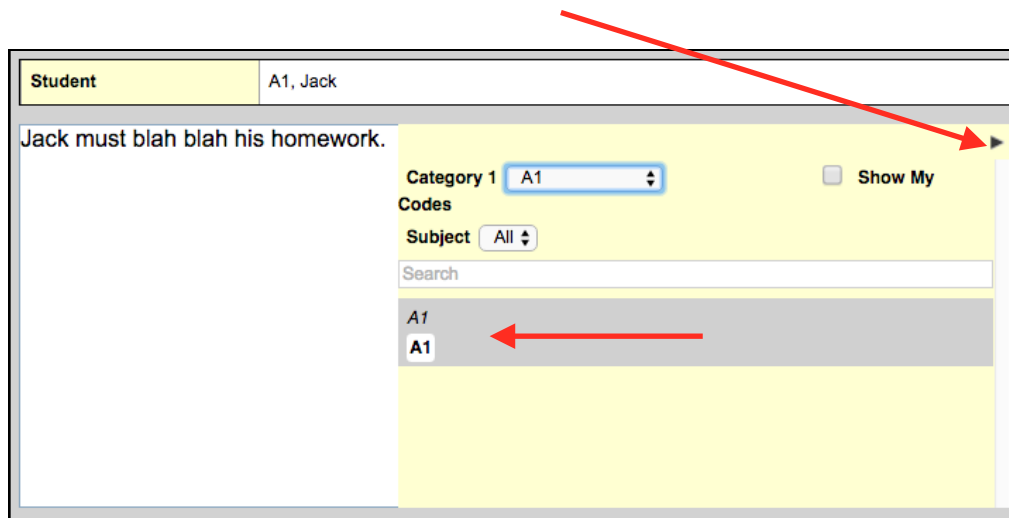 Student A1, Jack
Jack must blah blah his homework.
Category 1 A1 Show My
Codes
Subject All
Search
A1
A1